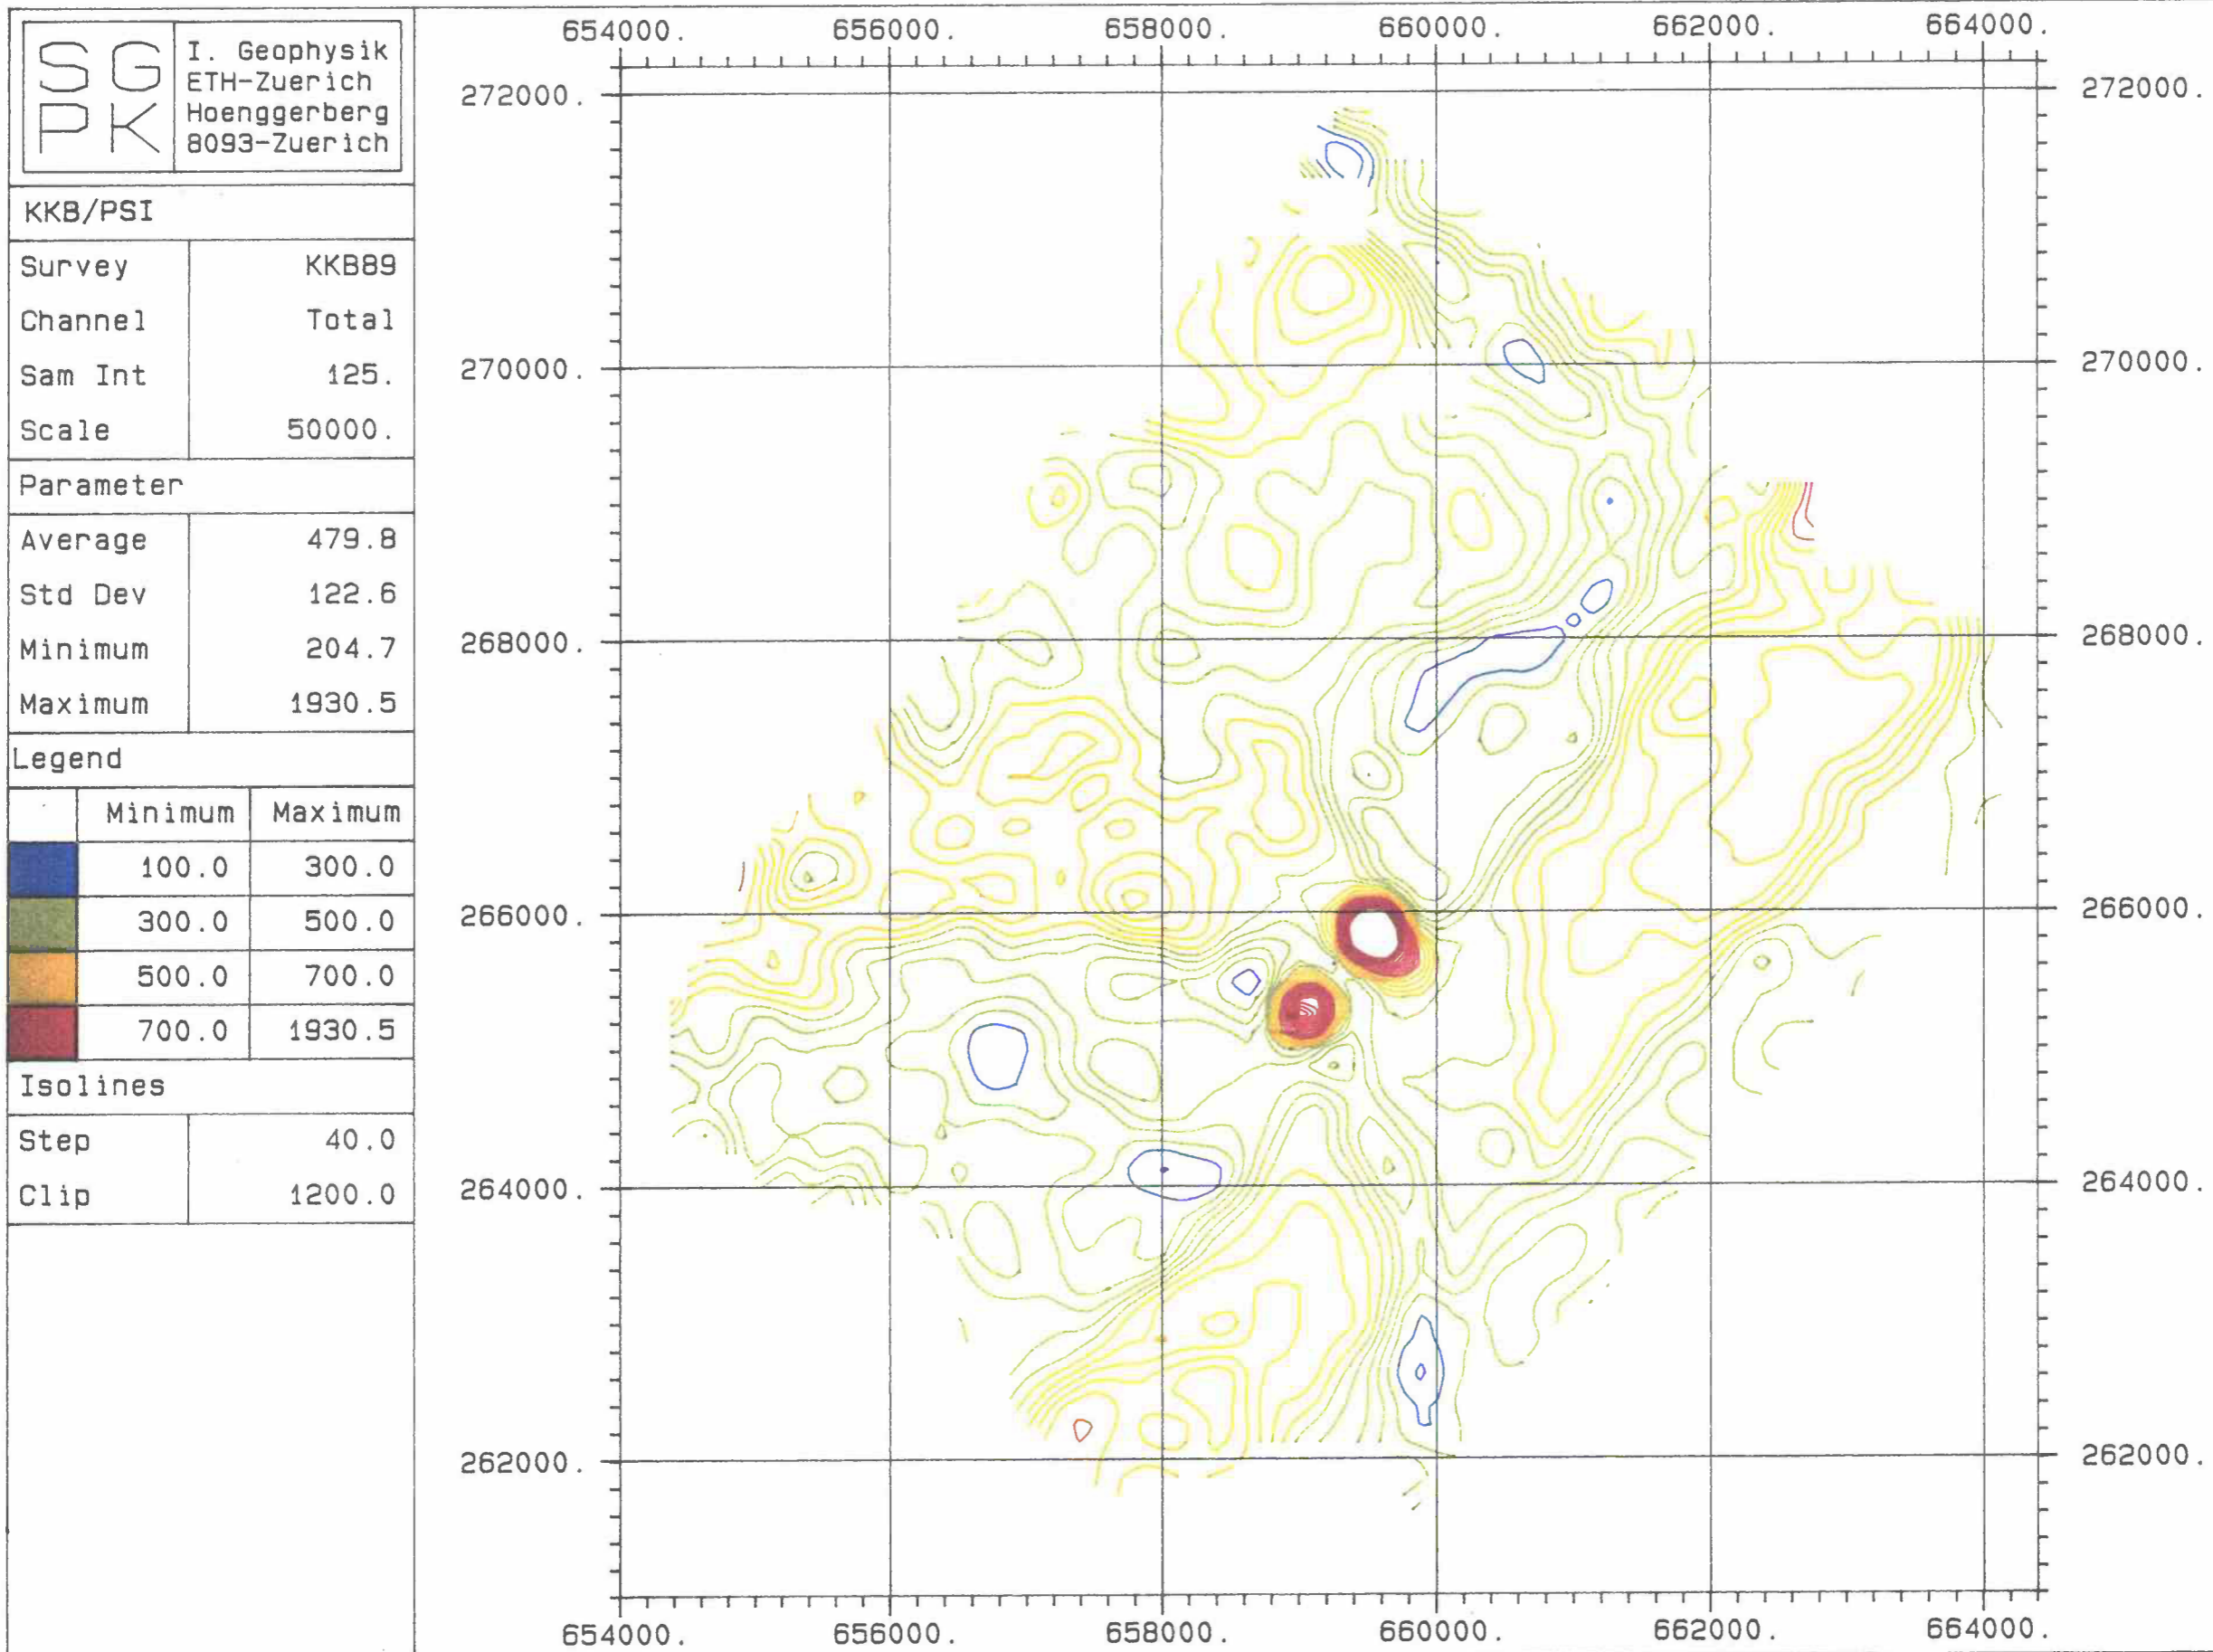 SG
PK
I. Geophysik
ETH-Zuerich
Hoenggerberg
8093-Zuerich
KKB/PSI
Survey KKB89
Channel Total
Sam Int 125.
Scale 50000.
Parameter
Average 479.8
Std Dev 122.6
Minimum 204.7
Maximum 1930.5
Legend
Minimum Maximum
100.0 300.0
300.0 500.0
500.0 700.0
700.0 1930.5
Isolines
Step 40.0
Clip 1200.0
654000. 656000. 658000. 660000. 662000. 664000.
272000. 272000.
270000. 270000.
268000. 268000.
266000. 266000.
264000. 264000.
262000. 262000.
654000. 656000. 658000. 660000. 662000. 664000.